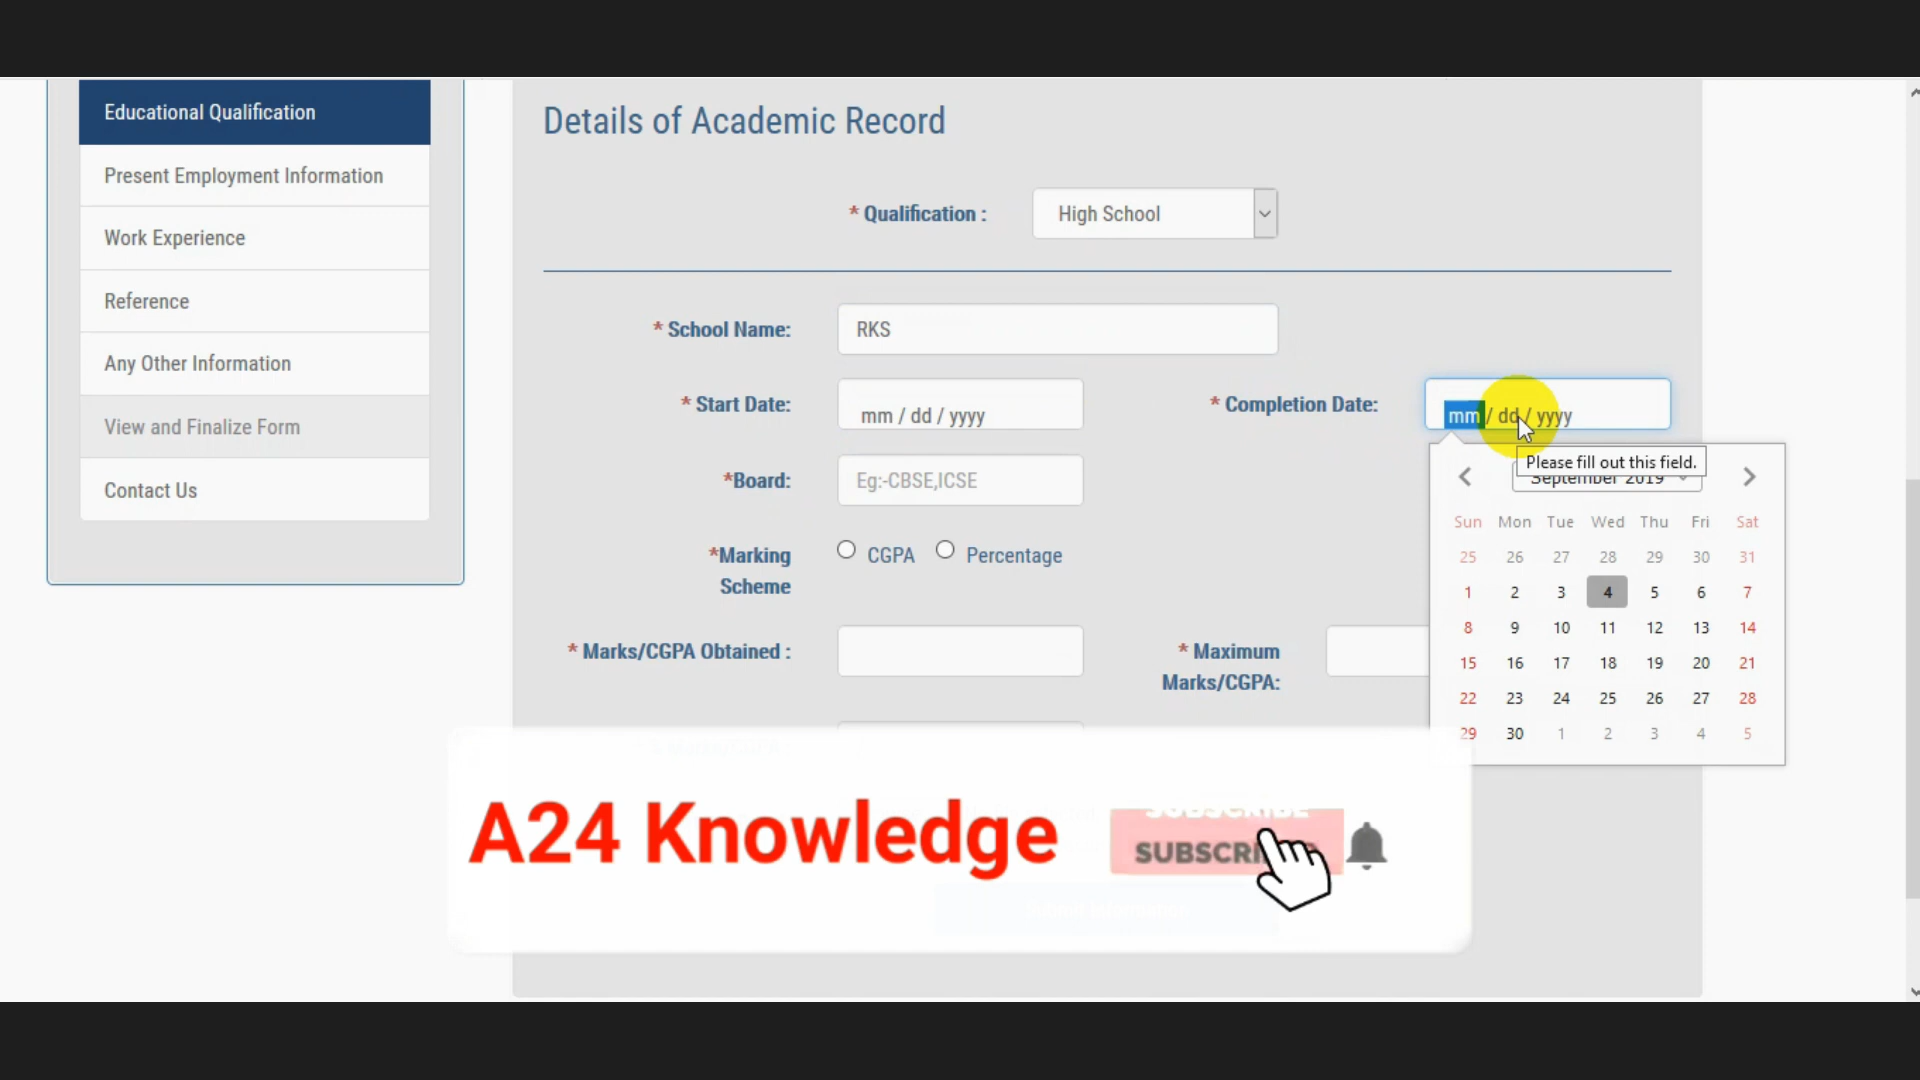 Educational Qualification
Present Employment Information
Work Experience
Reference
Any Other Information
View and Finalize Form
Contact Us
Details of Academic Record
* Qualification :
High School
* School Name:
RKS
* Start Date:
mm / dd / yyyy
* Completion Date:
mm / dd / yyyy
Please fill out this field.
September 2019
Sun Mon Tue Wed Thu Fri Sat
25 26 27 28 29 30 31
1 2 3 4 5 6 7
8 9 10 11 12 13 14
15 16 17 18 19 20 21
22 23 24 25 26 27 28
29 30 1 2 3 4 5
*Board:
Eg:-CBSE,ICSE
*Marking
Scheme
CGPA
Percentage
* Marks/CGPA Obtained :
* Maximum
Marks/CGPA:
A24 Knowledge
SUBSCRIBE